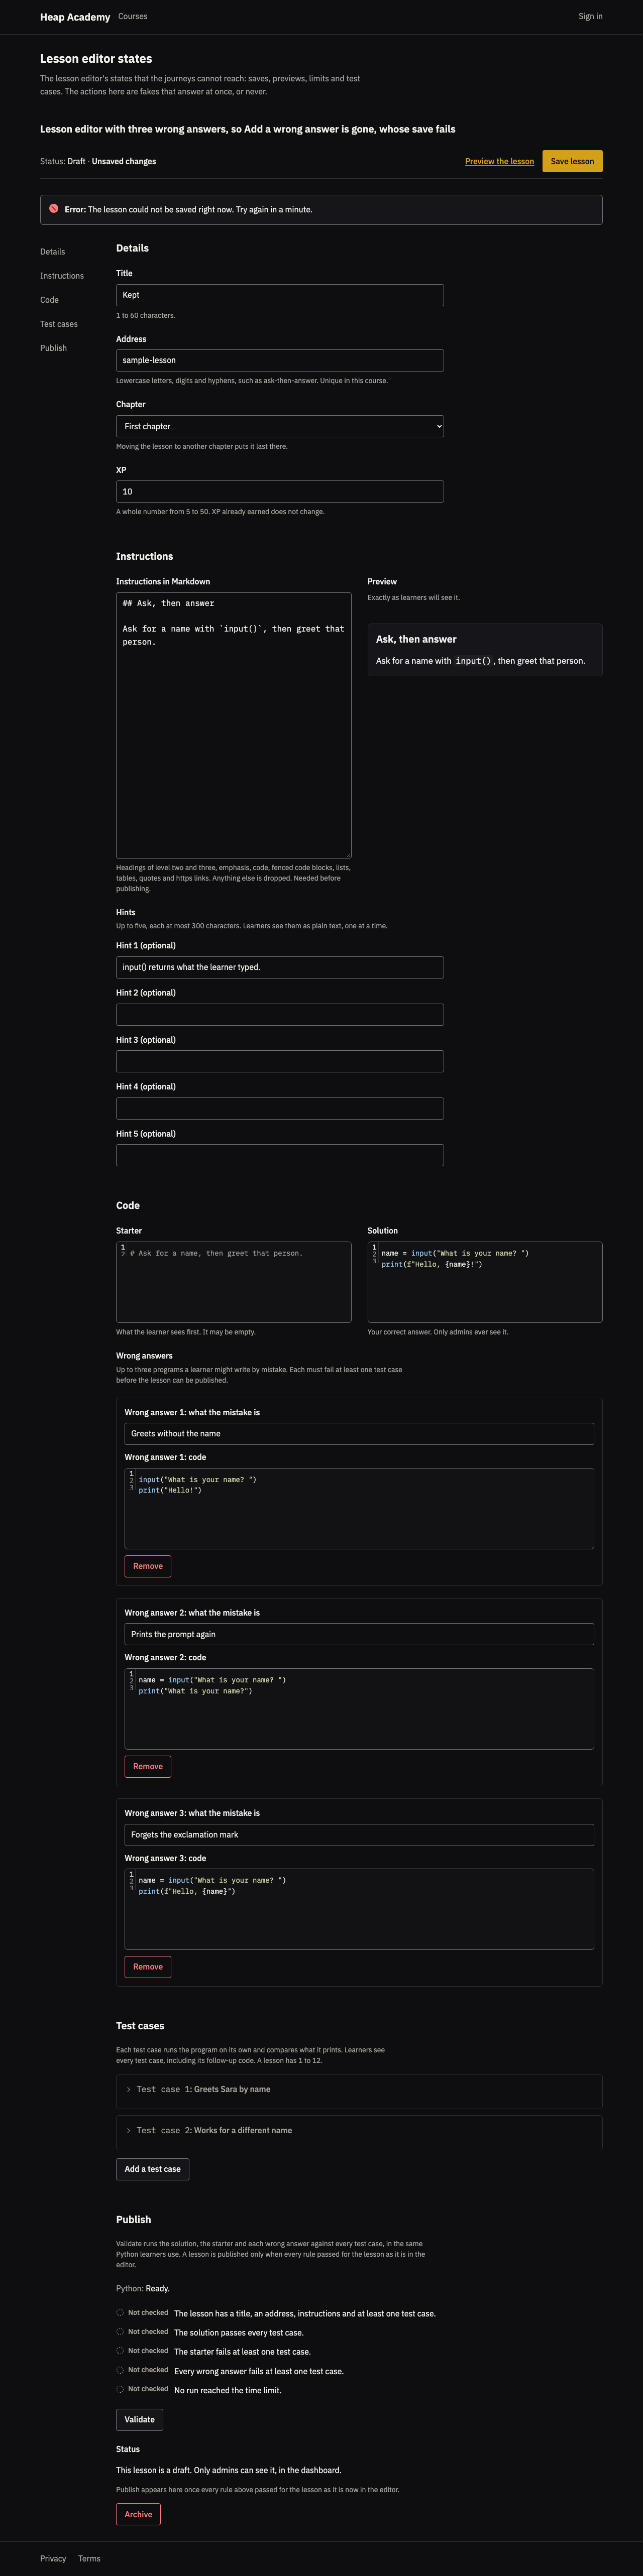 Heap Academy Courses Sign in
Lesson editor states
The lesson editor's states that the journeys cannot reach: saves, previews, limits and test
cases. The actions here are fakes that answer at once, or never.
Lesson editor with three wrong answers, so Add a wrong answer is gone, whose save fails
Status: Draft · Unsaved changes Preview the lesson Save lesson
Error: The lesson could not be saved right now. Try again in a minute.
Details
Instructions
Code
Test cases
Publish
Details
Title
Kept
1 to 60 characters.
Address
sample-lesson
Lowercase letters, digits and hyphens, such as ask-then-answer. Unique in this course.
Chapter
First chapter
Moving the lesson to another chapter puts it last there.
XP
10
A whole number from 5 to 50. XP already earned does not change.
Instructions
Instructions in Markdown
## Ask, then answer
Ask for a name with `input()`, then greet that
person.
Headings of level two and three, emphasis, code, fenced code blocks, lists,
tables, quotes and https links. Anything else is dropped. Needed before
publishing.
Preview
Exactly as learners will see it.
Ask, then answer
Ask for a name with input(), then greet that person.
Hints
Up to five, each at most 300 characters. Learners see them as plain text, one at a time.
Hint 1 (optional)
input() returns what the learner typed.
Hint 2 (optional)
Hint 3 (optional)
Hint 4 (optional)
Hint 5 (optional)
Code
Starter
1
2
# Ask for a name, then greet that person.
What the learner sees first. It may be empty.
Solution
1
2
3
name = input("What is your name? ")
print(f"Hello, {name}!")
Your correct answer. Only admins ever see it.
Wrong answers
Up to three programs a learner might write by mistake. Each must fail at least one test case
before the lesson can be published.
Wrong answer 1: what the mistake is
Greets without the name
Wrong answer 1: code
1
2
3
input("What is your name? ")
print("Hello!")
Remove
Wrong answer 2: what the mistake is
Prints the prompt again
Wrong answer 2: code
1
2
3
name = input("What is your name? ")
print("What is your name?")
Remove
Wrong answer 3: what the mistake is
Forgets the exclamation mark
Wrong answer 3: code
1
2
3
name = input("What is your name? ")
print(f"Hello, {name}")
Remove
Test cases
Each test case runs the program on its own and compares what it prints. Learners see
every test case, including its follow-up code. A lesson has 1 to 12.
Test case 1: Greets Sara by name
Test case 2: Works for a different name
Add a test case
Publish
Validate runs the solution, the starter and each wrong answer against every test case, in the same
Python learners use. A lesson is published only when every rule passed for the lesson as it is in the
editor.
Python: Ready.
Not checked The lesson has a title, an address, instructions and at least one test case.
Not checked The solution passes every test case.
Not checked The starter fails at least one test case.
Not checked Every wrong answer fails at least one test case.
Not checked No run reached the time limit.
Validate
Status
This lesson is a draft. Only admins can see it, in the dashboard.
Publish appears here once every rule above passed for the lesson as it is now in the editor.
Archive
Privacy Terms